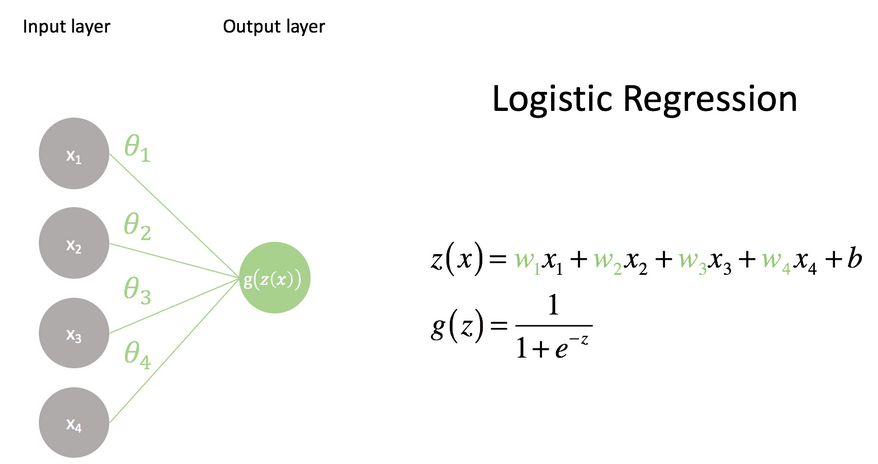 Input layer
Output layer
Logistic Regression
x₁
θ₁
x₂
θ₂
x₃
θ₃
x₄
θ₄
g(z(x))
z(x) = w₁x₁ + w₂x₂ + w₃x₃ + w₄x₄ + b
g(z) = 1 / (1 + e⁻ᶻ)